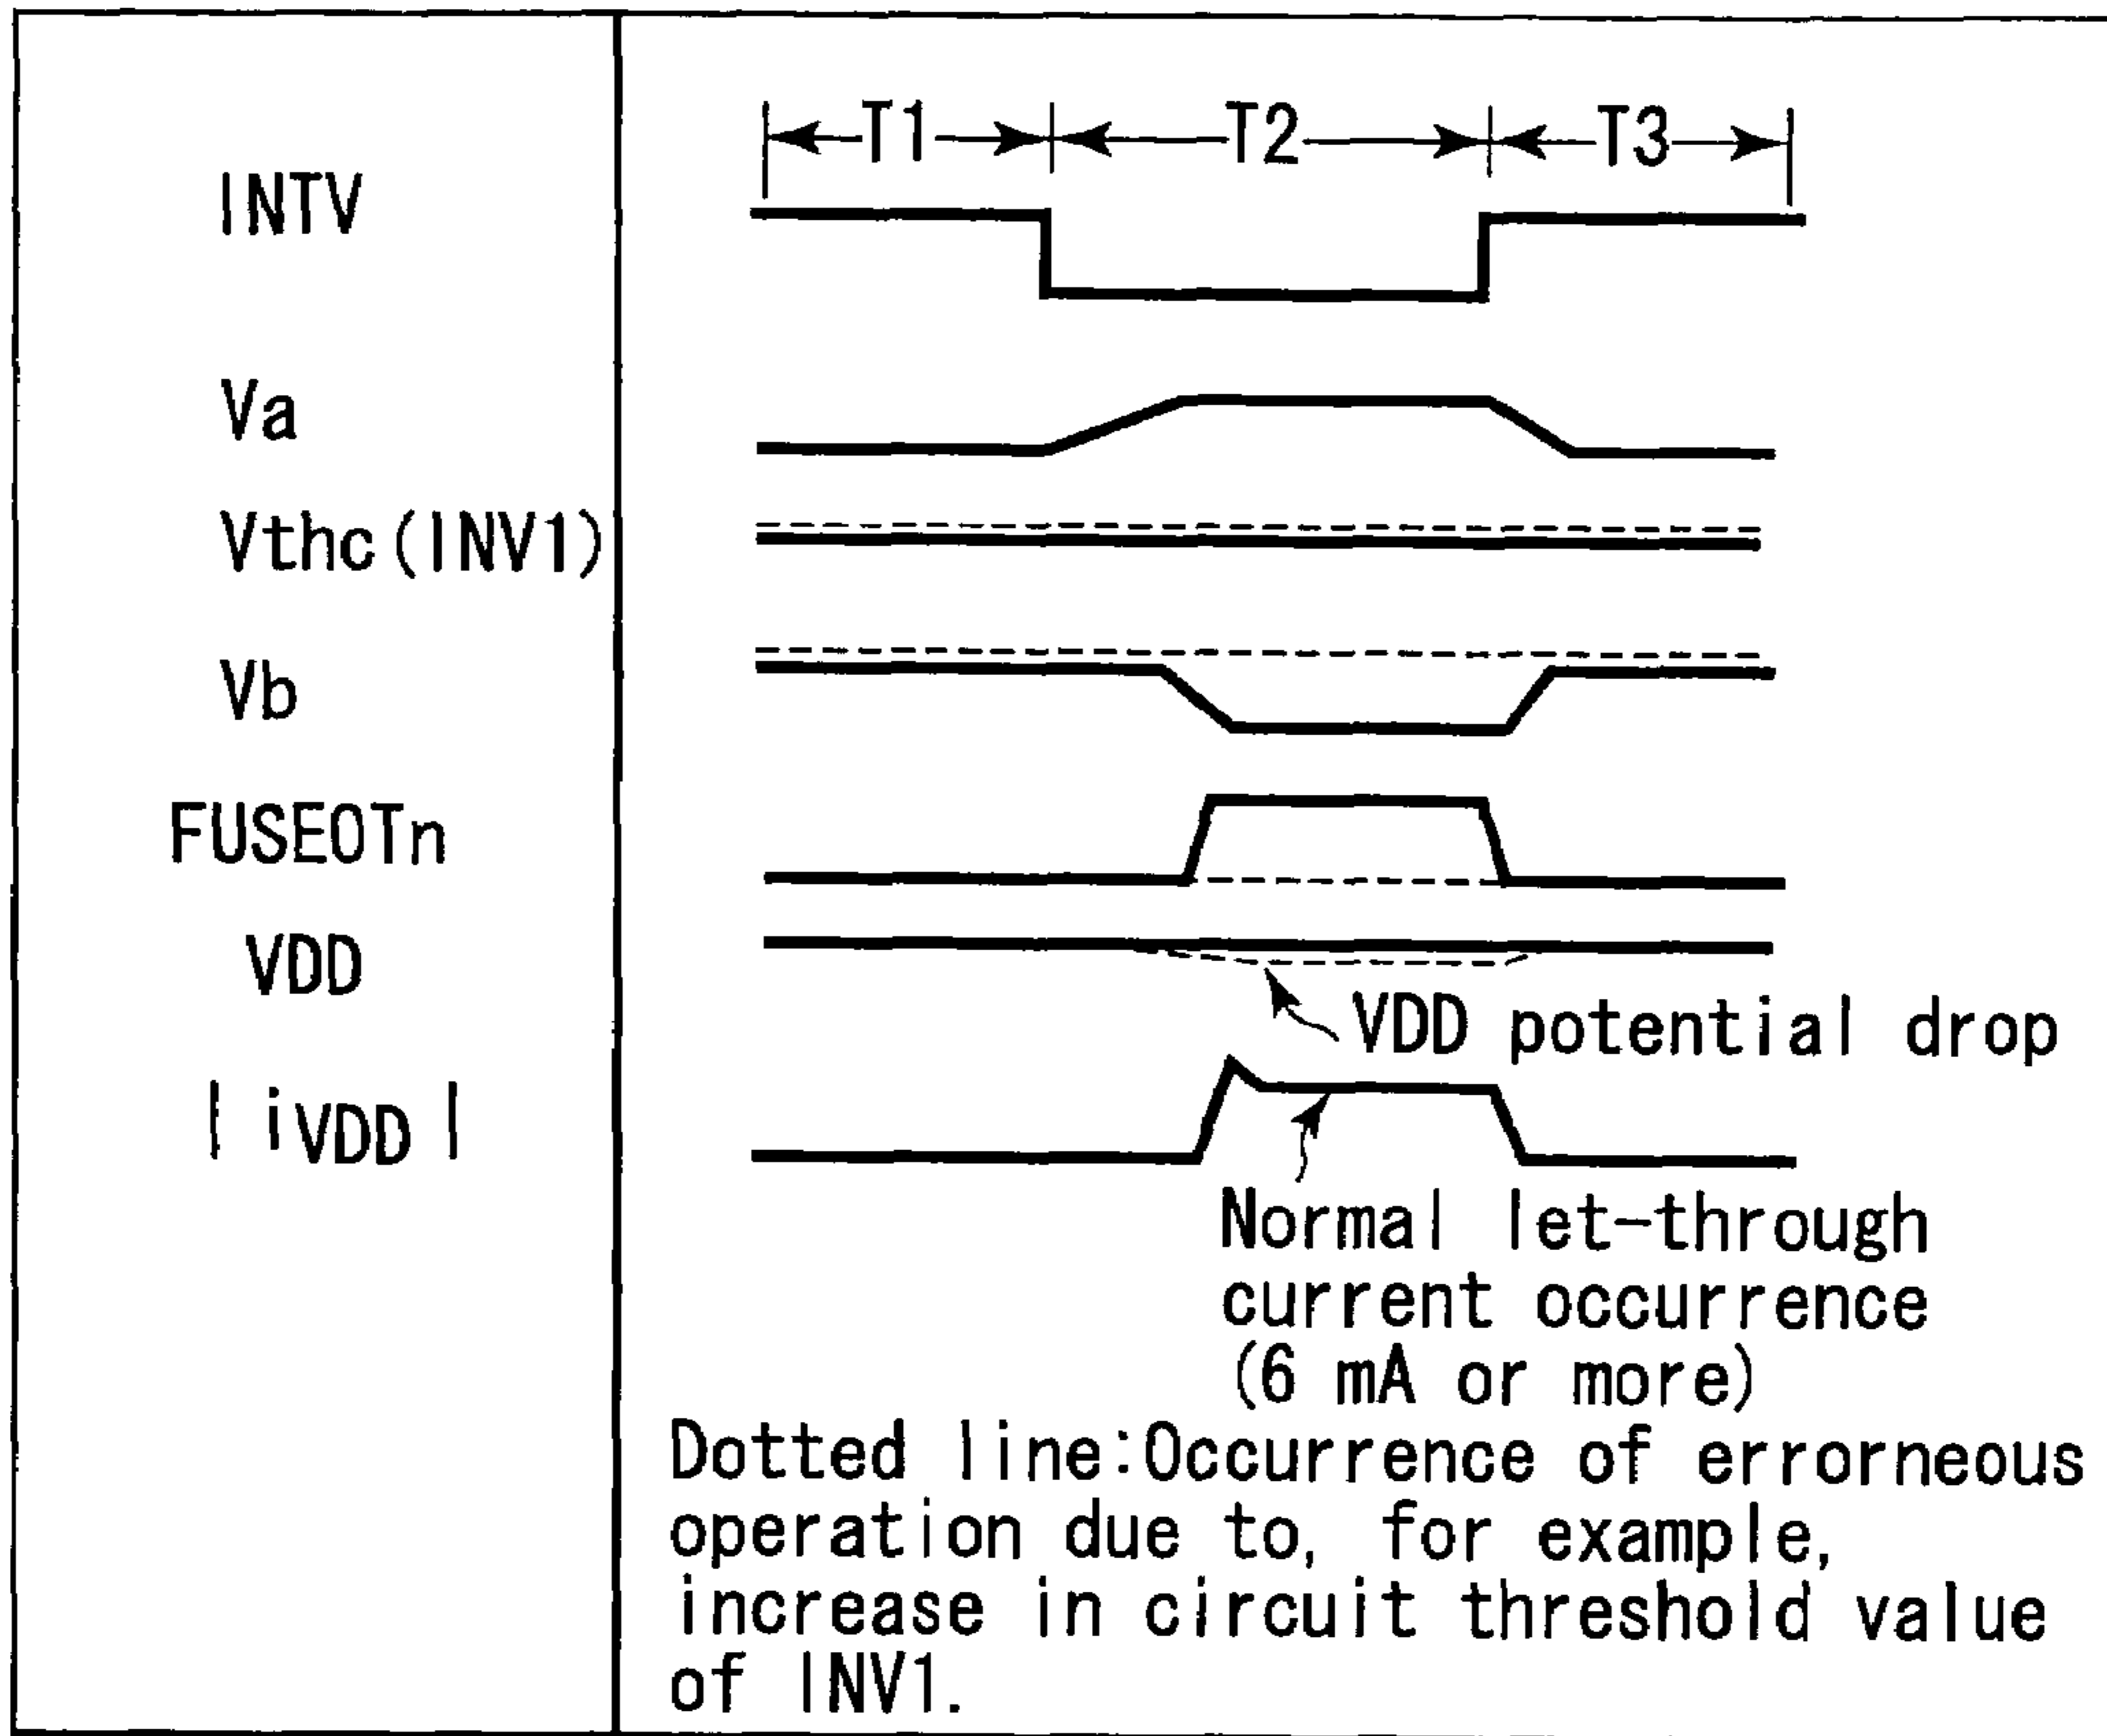 T1 T2 T3
INTV
Va
Vthc(INV1)
Vb
FUSEOTn
VDD
VDD potential drop
| iVDD |
Normal let-through
current occurrence
(6 mA or more)
Dotted line:Occurrence of errorneous
operation due to, for example,
increase in circuit threshold value
of INV1.